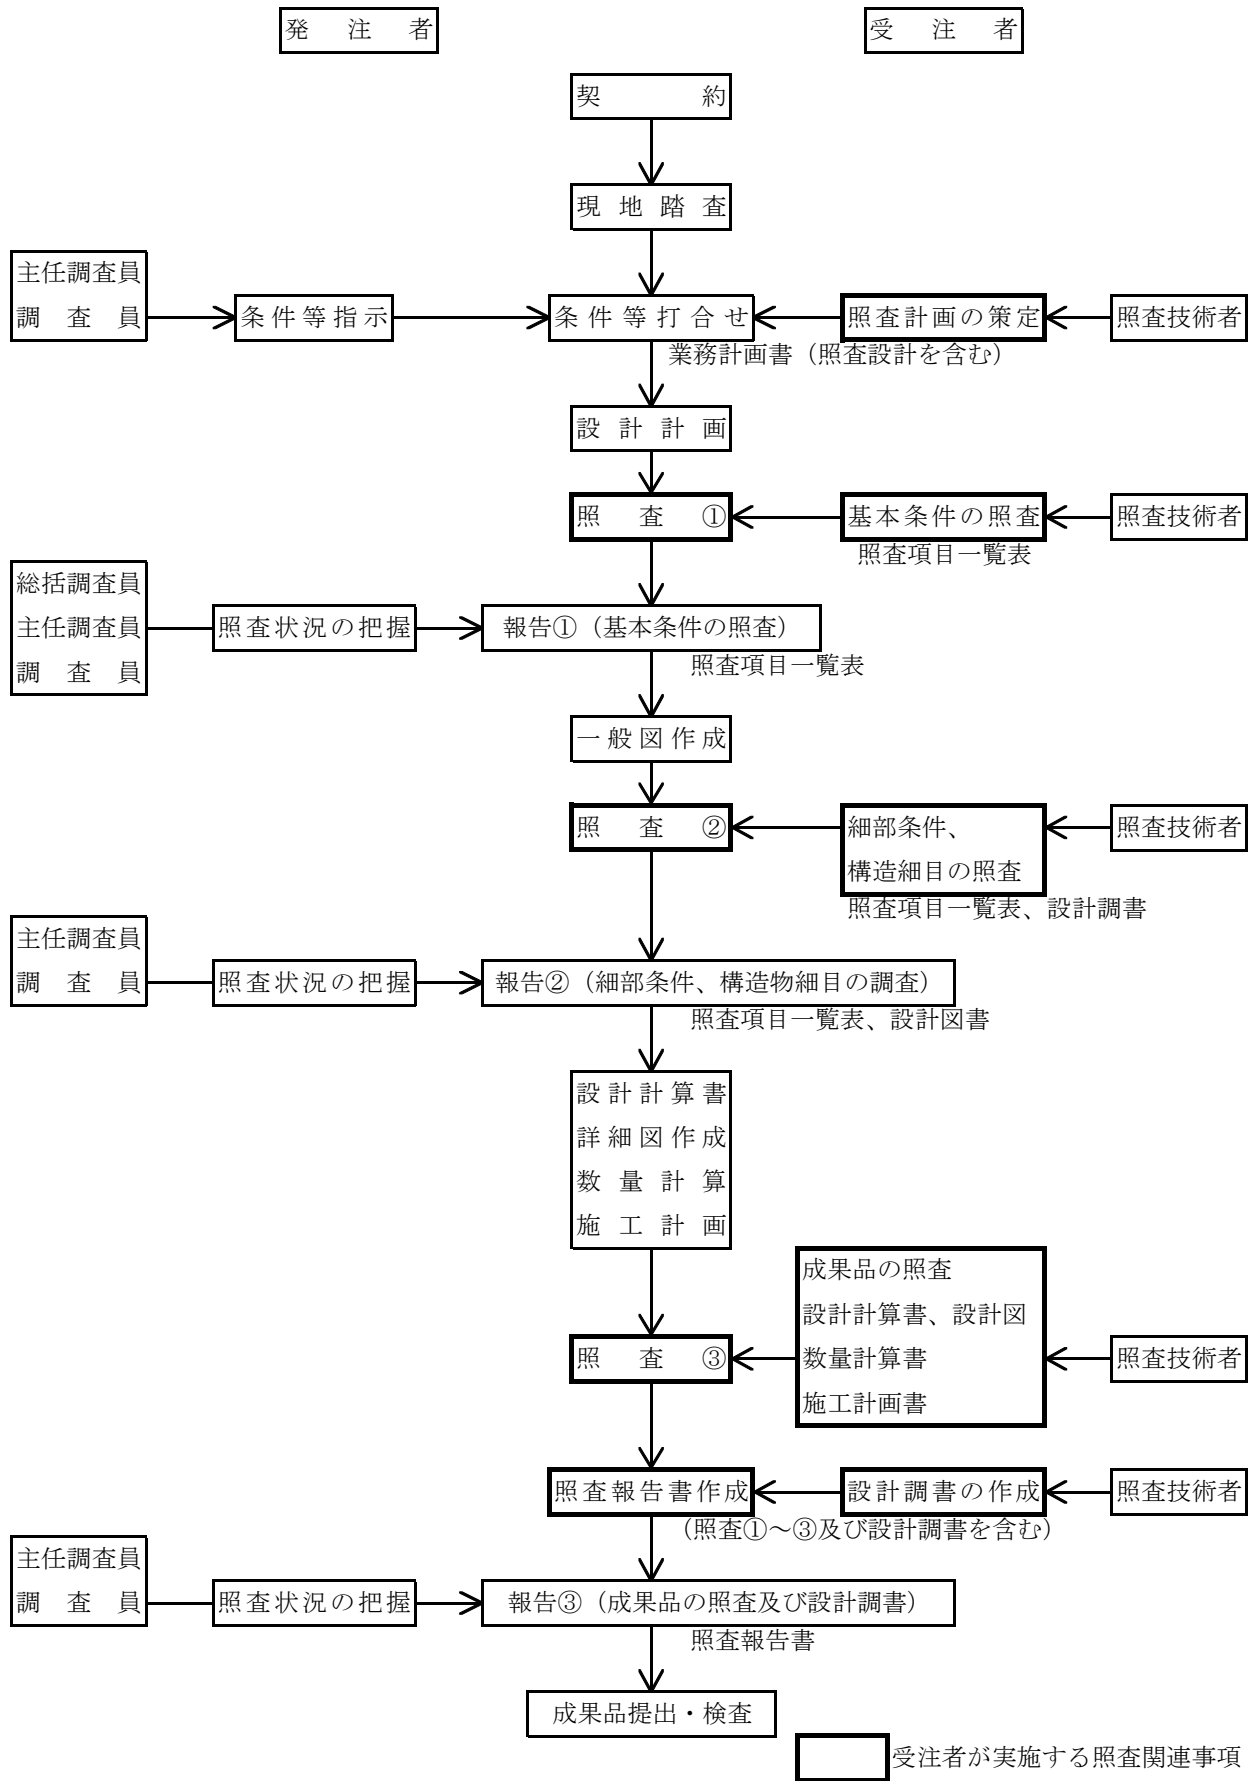 発注者
受注者
契約
現地踏査
主任調査員
調査員
条件等指示
条件等打合せ
照査計画の策定
照査技術者
業務計画書（照査設計を含む）
設計計画
照査①
基本条件の照査
照査技術者
照査項目一覧表
総括調査員
主任調査員
調査員
照査状況の把握
報告①（基本条件の照査）
照査項目一覧表
一般図作成
照査②
細部条件、
構造細目の照査
照査技術者
照査項目一覧表、設計調書
主任調査員
調査員
照査状況の把握
報告②（細部条件、構造物細目の調査）
照査項目一覧表、設計図書
設計計算書
詳細図作成
数量計算
施工計画
成果品の照査
設計計算書、設計図
数量計算書
施工計画書
照査③
照査技術者
照査報告書作成
設計調書の作成
照査技術者
（照査①～③及び設計調書を含む）
主任調査員
調査員
照査状況の把握
報告③（成果品の照査及び設計調書）
照査報告書
成果品提出・検査
受注者が実施する照査関連事項